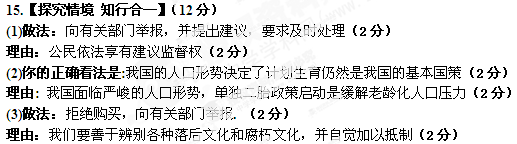 15.【探究情境 知行合一】(12分)
(1)做法：向有关部门举报，并提出建议，要求及时处理（2分）
理由：公民依法享有建议监督权（2分）
(2)你的正确看法是:我国的人口形势决定了计划生育仍然是我国的基本国策（2分）
理由: 我国面临严峻的人口形势，单独二胎政策启动是缓解老龄化人口压力（2分）
(3)做法：拒绝购买，向有关部门举报.（2分）
理由：我们要善于辨别各种落后文化和腐朽文化，并自觉加以抵制（2分）